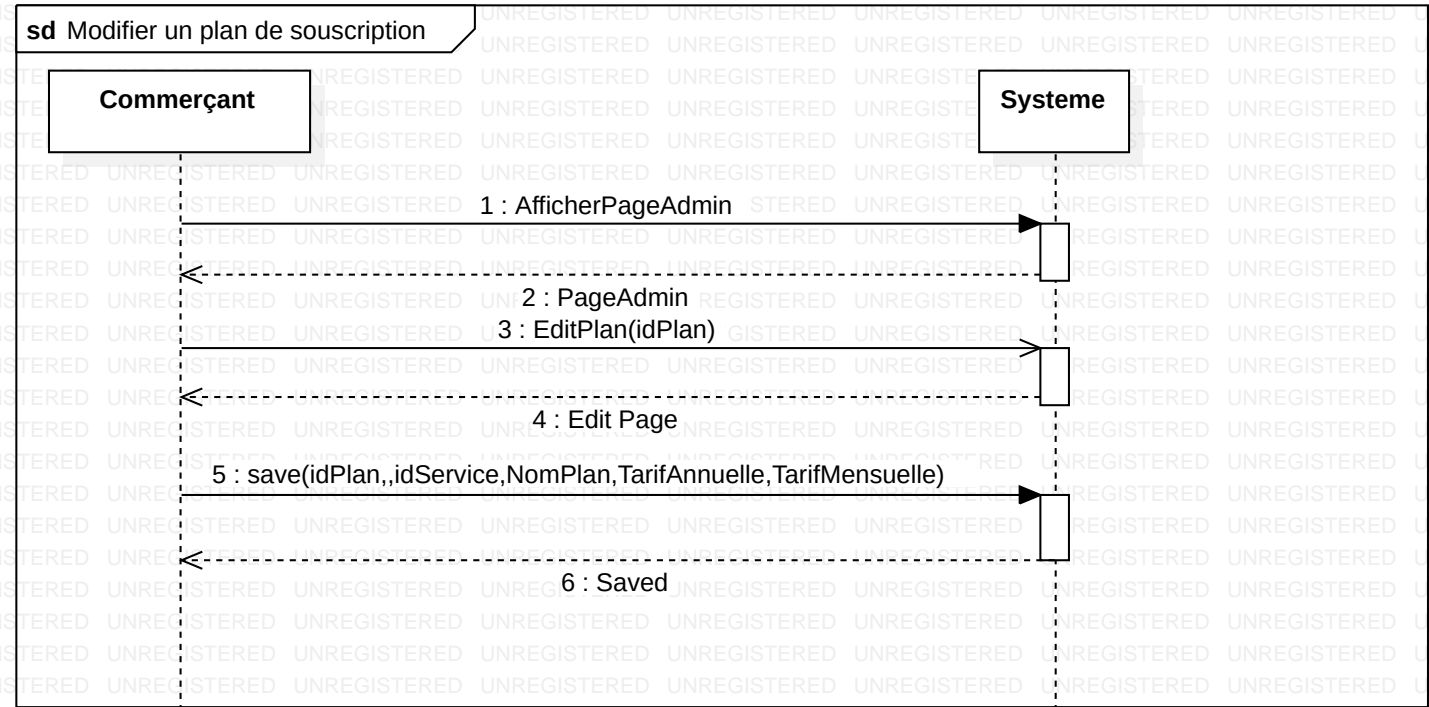 sd Modifier un plan de souscription
Commerçant
Systeme
1 : AfficherPageAdmin
2 : PageAdmin
3 : EditPlan(idPlan)
4 : Edit Page
5 : save(idPlan,,idService,NomPlan,TarifAnnuelle,TarifMensuelle)
6 : Saved
UNREGISTERED